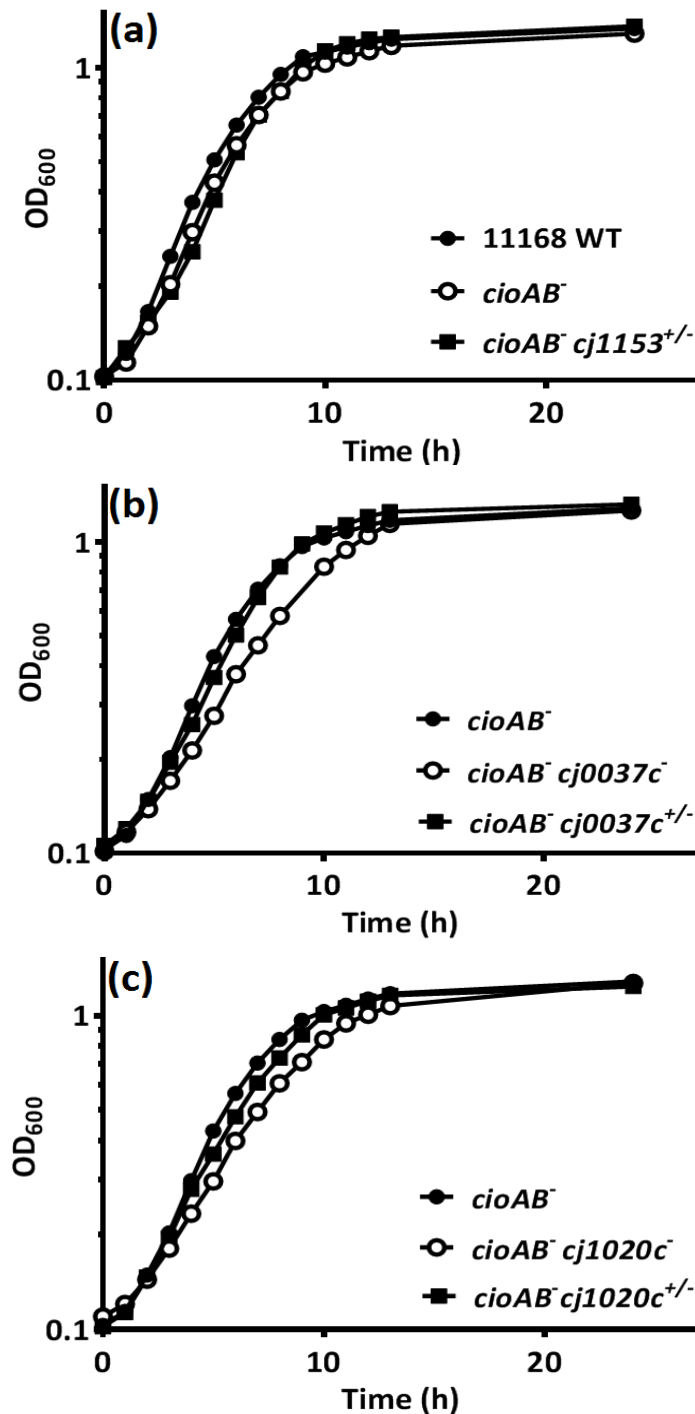 (a)
1
OD₆₀₀
11168 WT
cioAB⁻
cioAB⁻ cj1153⁺/⁻
0.1
0 10 20
Time (h)
(b)
1
OD₆₀₀
cioAB⁻
cioAB⁻ cj0037c⁻
cioAB⁻ cj0037c⁺/⁻
0.1
0 10 20
Time (h)
(c)
1
OD₆₀₀
cioAB⁻
cioAB⁻ cj1020c⁻
cioAB⁻ cj1020c⁺/⁻
0.1
0 10 20
Time (h)